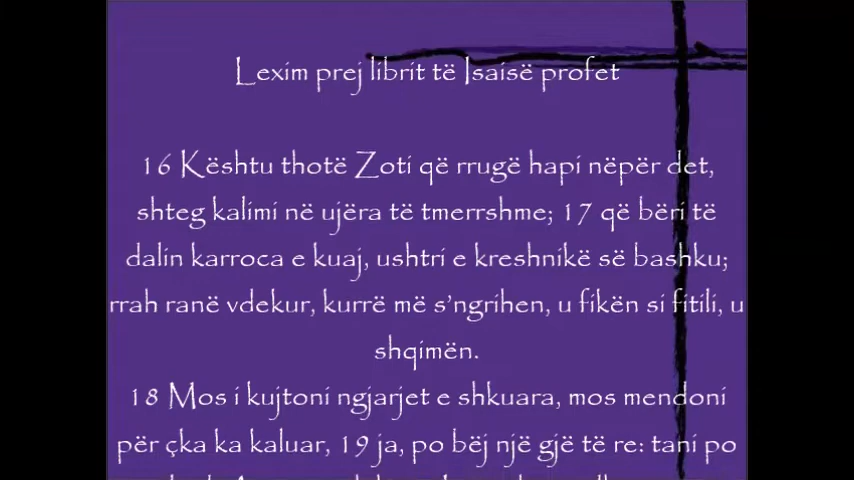 Lexim prej librit të Isaisë profet
16 Kështu thotë Zoti që rrugë hapi nëpër det,
shteg kalimi në ujëra të tmerrshme; 17 që bëri të
dalin karroca e kuaj, ushtri e kreshnikë së bashku;
rrah ranë vdekur, kurrë më s'ngrihen, u fikën si fitili, u
shqimën.
18 Mos i kujtoni ngjarjet e shkuara, mos mendoni
për çka ka kaluar, 19 ja, po bëj një gjë të re: tani po